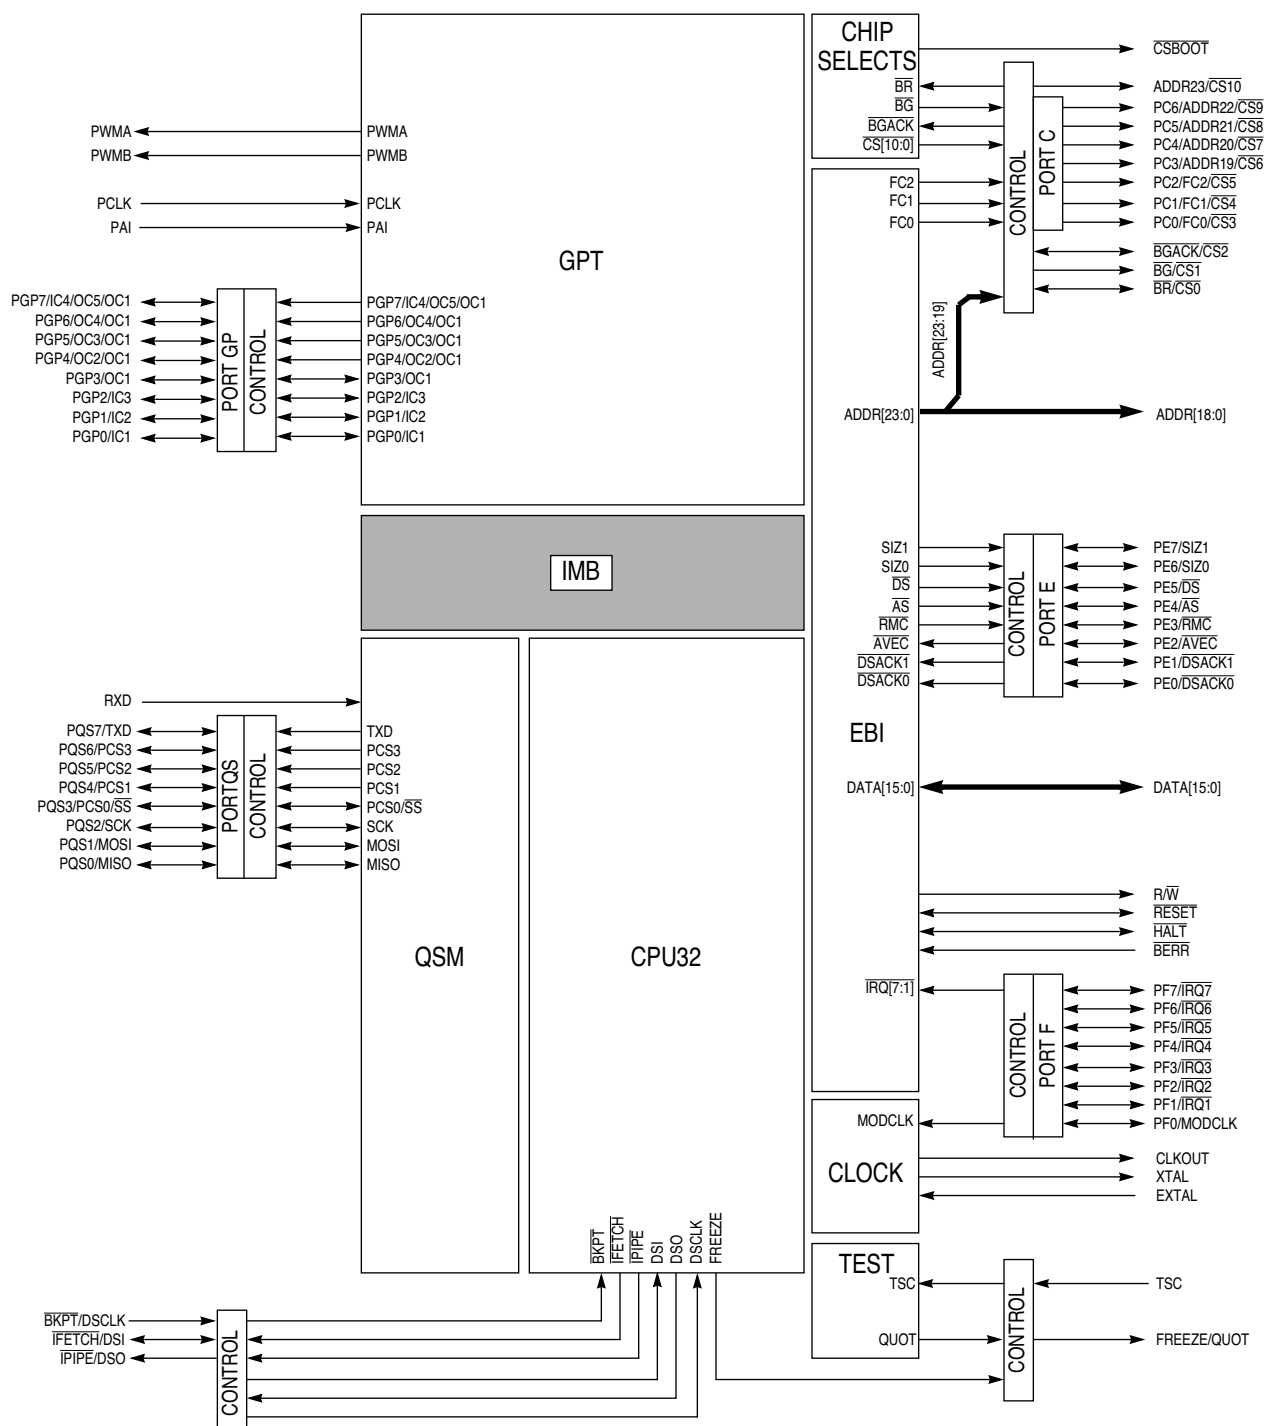 CHIP
SELECTS
CSBOOT
BR
BG
BGACK
CS[10:0]
CONTROL
PORT C
ADDR23/CS10
PC6/ADDR22/CS9
PC5/ADDR21/CS8
PC4/ADDR20/CS7
PC3/ADDR19/CS6
PC2/FC2/CS5
PC1/FC1/CS4
PC0/FC0/CS3
BGACK/CS2
BG/CS1
BR/CS0
FC2
FC1
FC0
ADDR[23:19]
ADDR[23:0]
ADDR[18:0]
PWMA
PWMA
PWMB
PWMB
PCLK
PCLK
PAI
PAI
GPT
PGP7/IC4/OC5/OC1
PGP6/OC4/OC1
PGP5/OC3/OC1
PGP4/OC2/OC1
PGP3/OC1
PGP2/IC3
PGP1/IC2
PGP0/IC1
PORT GP
CONTROL
PGP7/IC4/OC5/OC1
PGP6/OC4/OC1
PGP5/OC3/OC1
PGP4/OC2/OC1
PGP3/OC1
PGP2/IC3
PGP1/IC2
PGP0/IC1
IMB
SIZ1
SIZ0
DS
AS
RMC
AVEC
DSACK1
DSACK0
CONTROL
PORT E
PE7/SIZ1
PE6/SIZ0
PE5/DS
PE4/AS
PE3/RMC
PE2/AVEC
PE1/DSACK1
PE0/DSACK0
EBI
DATA[15:0]
DATA[15:0]
R/W
RESET
HALT
BERR
IRQ[7:1]
CONTROL
PORT F
PF7/IRQ7
PF6/IRQ6
PF5/IRQ5
PF4/IRQ4
PF3/IRQ3
PF2/IRQ2
PF1/IRQ1
PF0/MODCLK
RXD
PQS7/TXD
PQS6/PCS3
PQS5/PCS2
PQS4/PCS1
PQS3/PCS0/SS
PQS2/SCK
PQS1/MOSI
PQS0/MISO
PORTQS
CONTROL
TXD
PCS3
PCS2
PCS1
PCS0/SS
SCK
MOSI
MISO
QSM
CPU32
MODCLK
CLOCK
CLKOUT
XTAL
EXTAL
BKPT
IFETCH
IPIPE
DSI
DSO
DSCLK
FREEZE
TEST
TSC
QUOT
CONTROL
TSC
FREEZE/QUOT
BKPT/DSCLK
IFETCH/DSI
IPIPE/DSO
CONTROL